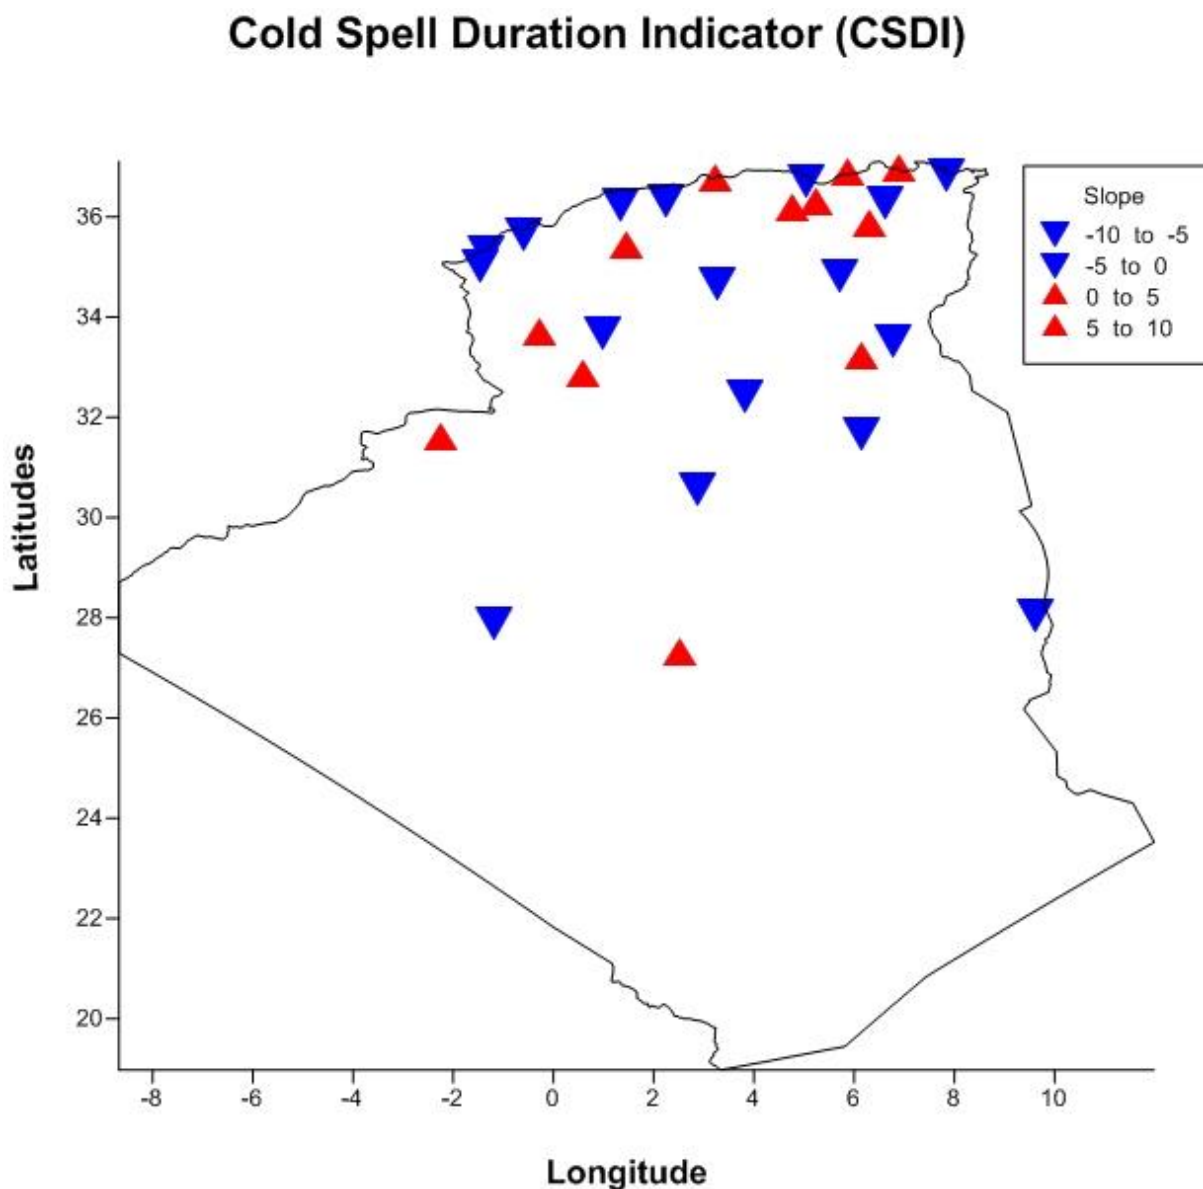 Cold Spell Duration Indicator (CSDI)
Slope
-10 to -5
-5 to 0
0 to 5
5 to 10
36
34
32
30
28
26
24
22
20
Latitudes
-8 -6 -4 -2 0 2 4 6 8 10
Longitude